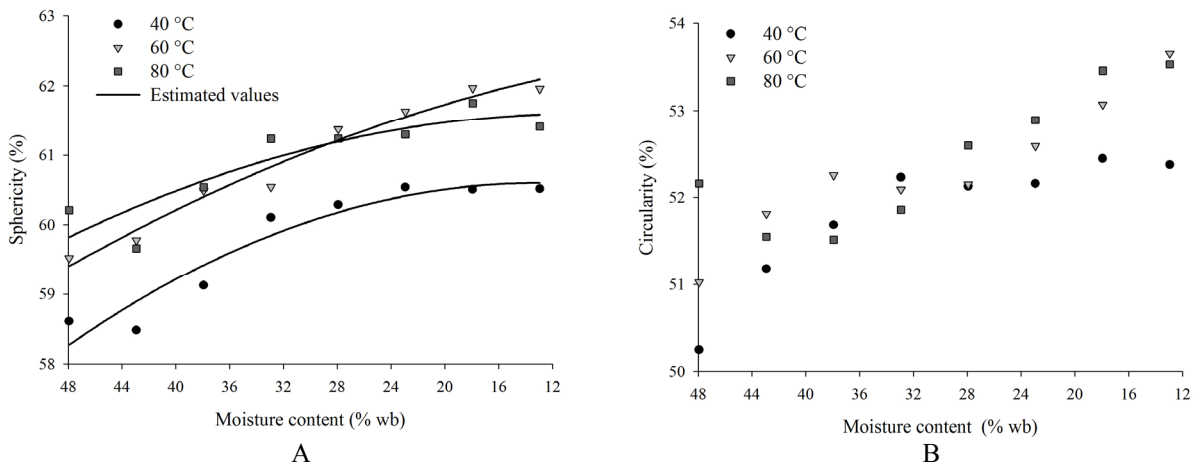 63
62
61
60
59
58
Sphericity (%)
40 °C
60 °C
80 °C
Estimated values
48 44 40 36 32 28 24 20 16 12
Moisture content (% wb)
A
54
53
52
51
50
Circularity (%)
40 °C
60 °C
80 °C
48 44 40 36 32 28 24 20 16 12
Moisture content (% wb)
B